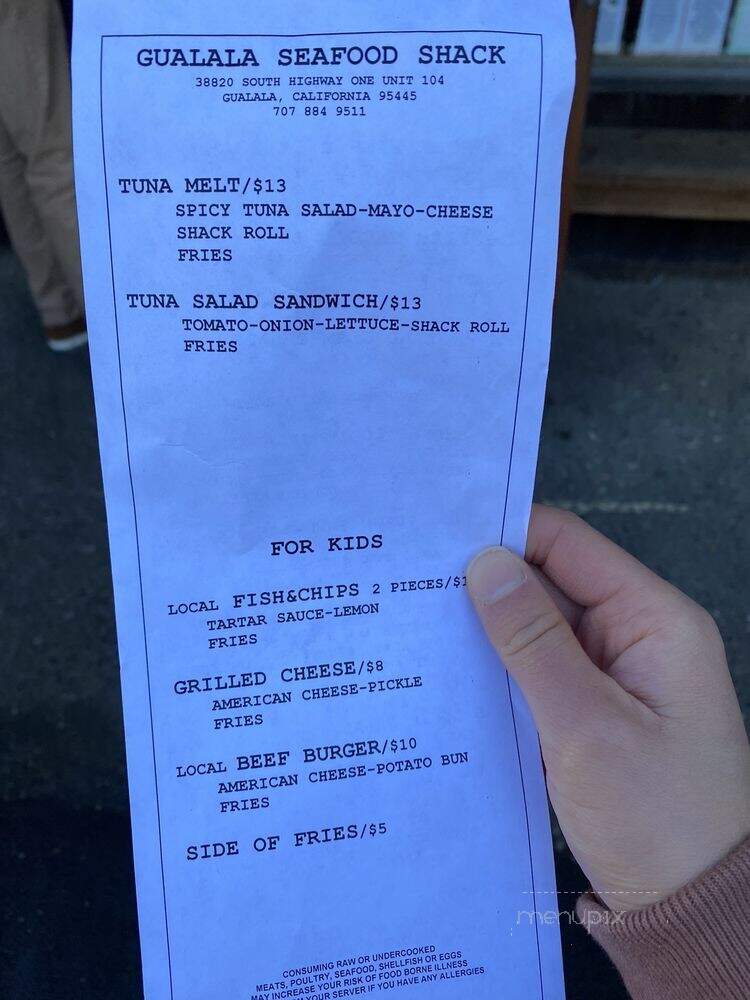 GUALALA SEAFOOD SHACK
38820 SOUTH HIGHWAY ONE UNIT 104
GUALALA, CALIFORNIA 95445
707 884 9511
TUNA MELT/$13
SPICY TUNA SALAD-MAYO-CHEESE
SHACK ROLL
FRIES
TUNA SALAD SANDWICH/$13
TOMATO-ONION-LETTUCE-SHACK ROLL
FRIES
FOR KIDS
LOCAL FISH&CHIPS 2 PIECES/
TARTAR SAUCE-LEMON
FRIES
GRILLED CHEESE/$8
AMERICAN CHEESE-PICKLE
FRIES
LOCAL BEEF BURGER/$10
AMERICAN CHEESE-POTATO BUN
FRIES
SIDE OF FRIES/$5
CONSUMING RAW OR UNDERCOOKED
MEATS, POULTRY, SEAFOOD, SHELLFISH OR EGGS
MAY INCREASE YOUR RISK OF FOOD BORNE ILLNESS
YOUR SERVER IF YOU HAVE ANY ALLERGIES
menupix